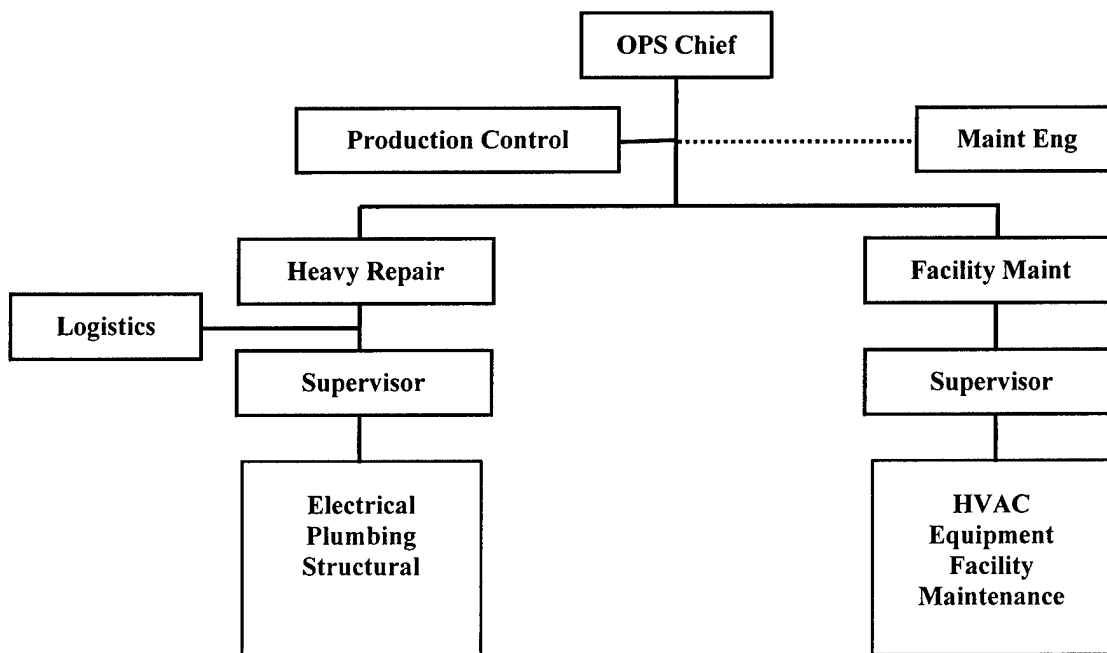 OPS Chief
Production Control
Maint Eng
Heavy Repair
Facility Maint
Logistics
Supervisor
Supervisor
Electrical
Plumbing
Structural
HVAC
Equipment
Facility
Maintenance